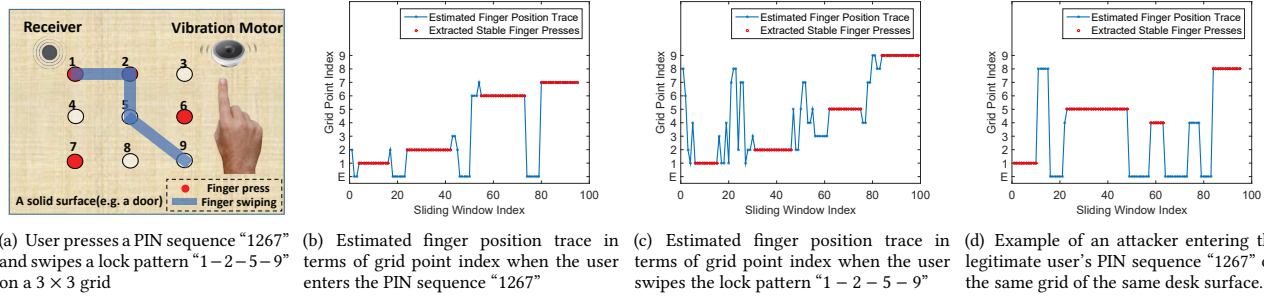 Receiver
Vibration Motor
1 2 3
4 5 6
7 8 9
Finger press
Finger swiping
A solid surface(e.g. a door)
Estimated Finger Position Trace
Extracted Stable Finger Presses
Grid Point Index
9
8
7
6
5
4
3
2
1
E
0 20 40 60 80 100
Sliding Window Index
Estimated Finger Position Trace
Extracted Stable Finger Presses
Grid Point Index
9
8
7
6
5
4
3
2
1
E
0 20 40 60 80 100
Sliding Window Index
Estimated Finger Position Trace
Extracted Stable Finger Presses
Grid Point Index
9
8
7
6
5
4
3
2
1
E
0 20 40 60 80 100
Sliding Window Index
(a) User presses a PIN sequence “1267”
and swipes a lock pattern “1−2−5−9”
on a 3 × 3 grid
(b) Estimated finger position trace in
terms of grid point index when the user
enters the PIN sequence “1267”
(c) Estimated finger position trace in
terms of grid point index when the user
swipes the lock pattern “1 − 2 − 5 − 9”
(d) Example of an attacker entering
legitimate user’s PIN sequence “1267”
the same grid of the same desk surface.